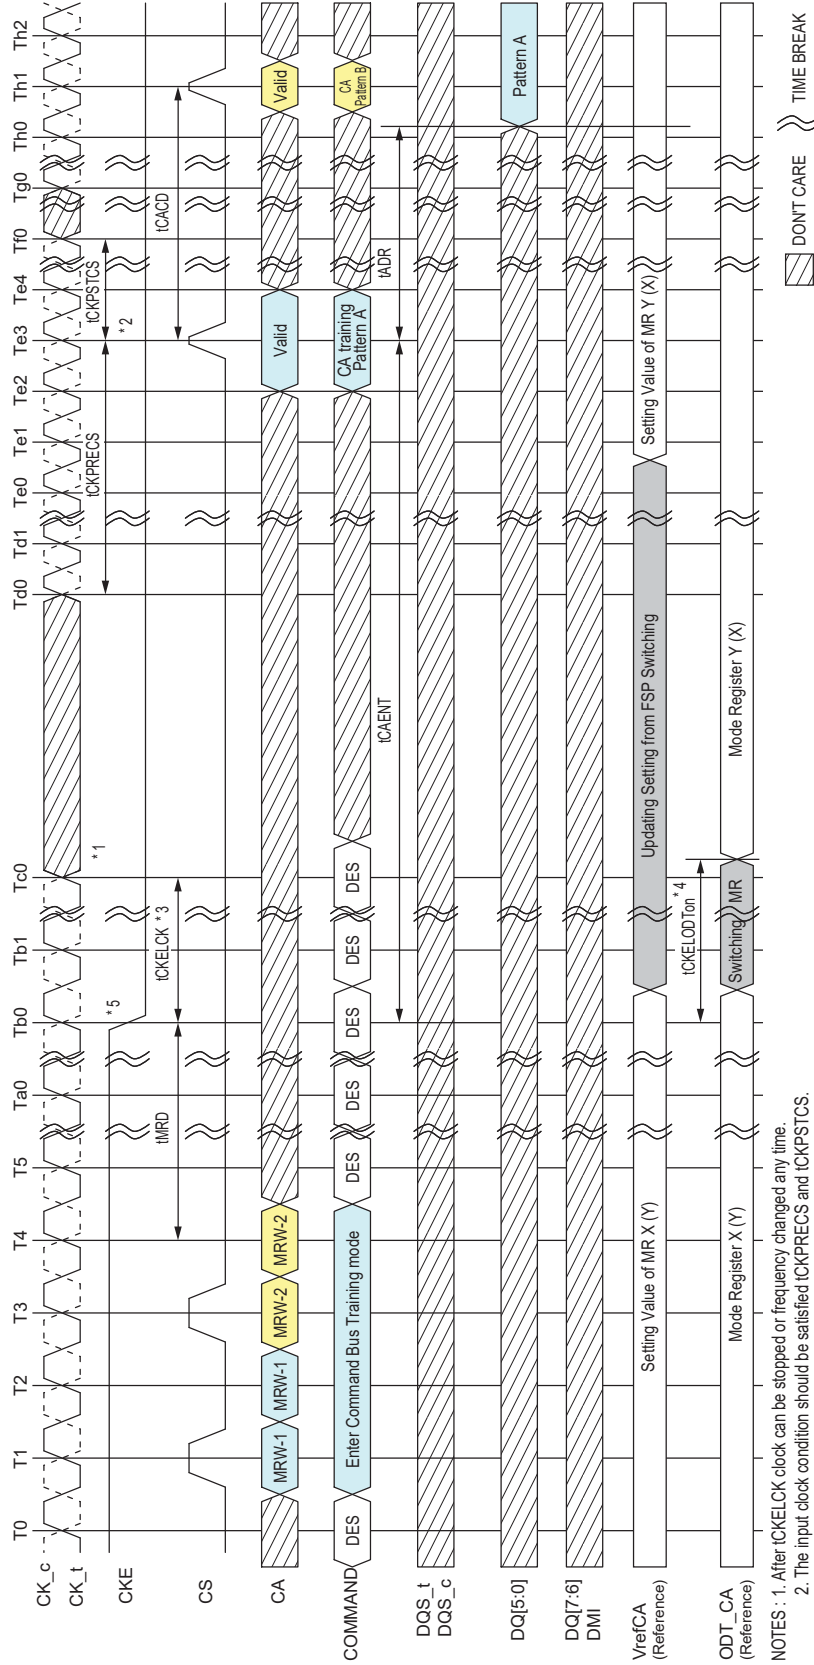 T0 T1 T2 T3 T4 T5 Ta0 Tb0 Tb1 Tc0 Td0 Td1 Te0 Te1 Te2 Te3 Te4 Tf0 Tg0 Th0 Th1 Th2
CK_c
CK_t
tCKPRECS tCKPSTCS
* 1 * 2
CKE
* 5
tMRD tCKELCK * 3 tCACD
CS
CA
MRW-1 MRW-1 MRW-2 MRW-2 Valid Valid
COMMAND
DES Enter Command Bus Training mode DES DES DES DES DES
CA training
Pattern A
CA
Pattern B
tCAENT tADR
DQS_t
DQS_c
DQ[5:0]
Pattern A
DQ[7:6]
DMI
VrefCA
(Reference)
Setting Value of MR X (Y) Updating Setting from FSP Switching Setting Value of MR Y (X)
tCKELODTon * 4
ODT_CA
(Reference)
Mode Register X (Y) Switching MR Mode Register Y (X)
NOTES : 1. After tCKELCK clock can be stopped or frequency changed any time.
2. The input clock condition should be satisfied tCKPRECS and tCKPSTCS.
DON'T CARE TIME BREAK